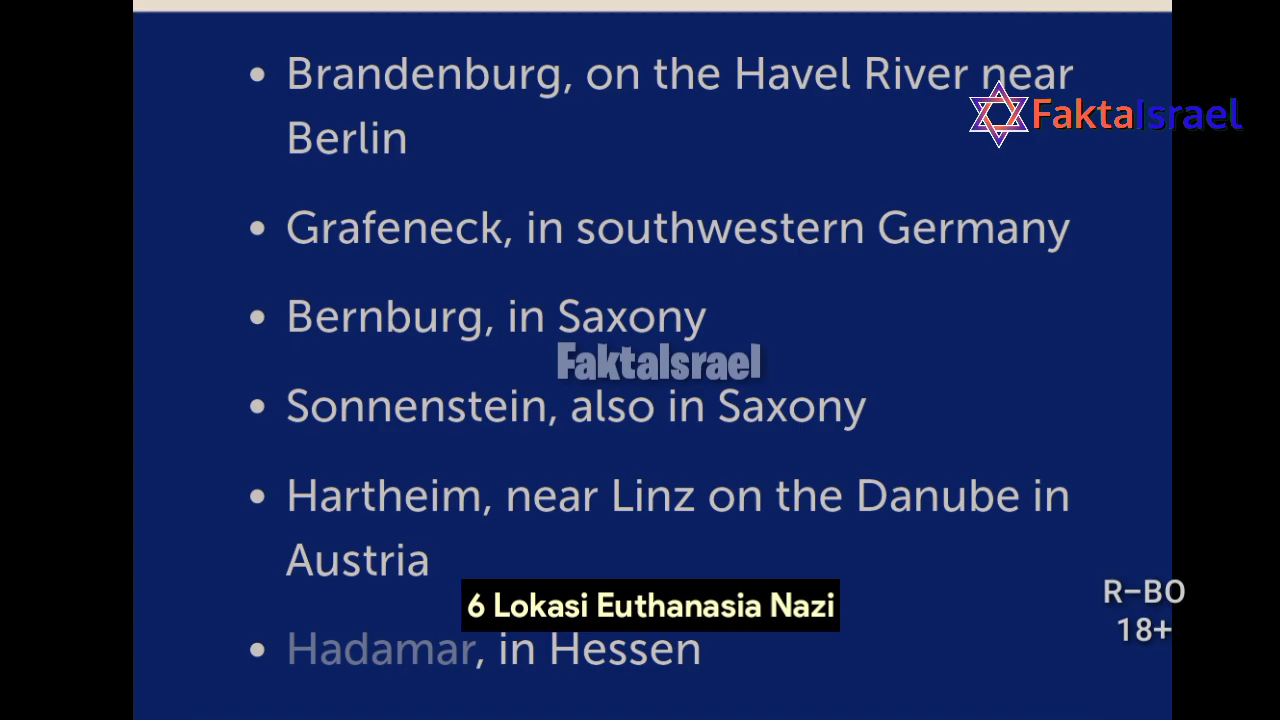 • Brandenburg, on the Havel River near
Berlin
FaktaIsrael
• Grafeneck, in southwestern Germany
• Bernburg, in Saxony
FaktaIsrael
• Sonnenstein, also in Saxony
• Hartheim, near Linz on the Danube in
Austria
6 Lokasi Euthanasia Nazi
R-BO
18+
• Hadamar, in Hessen